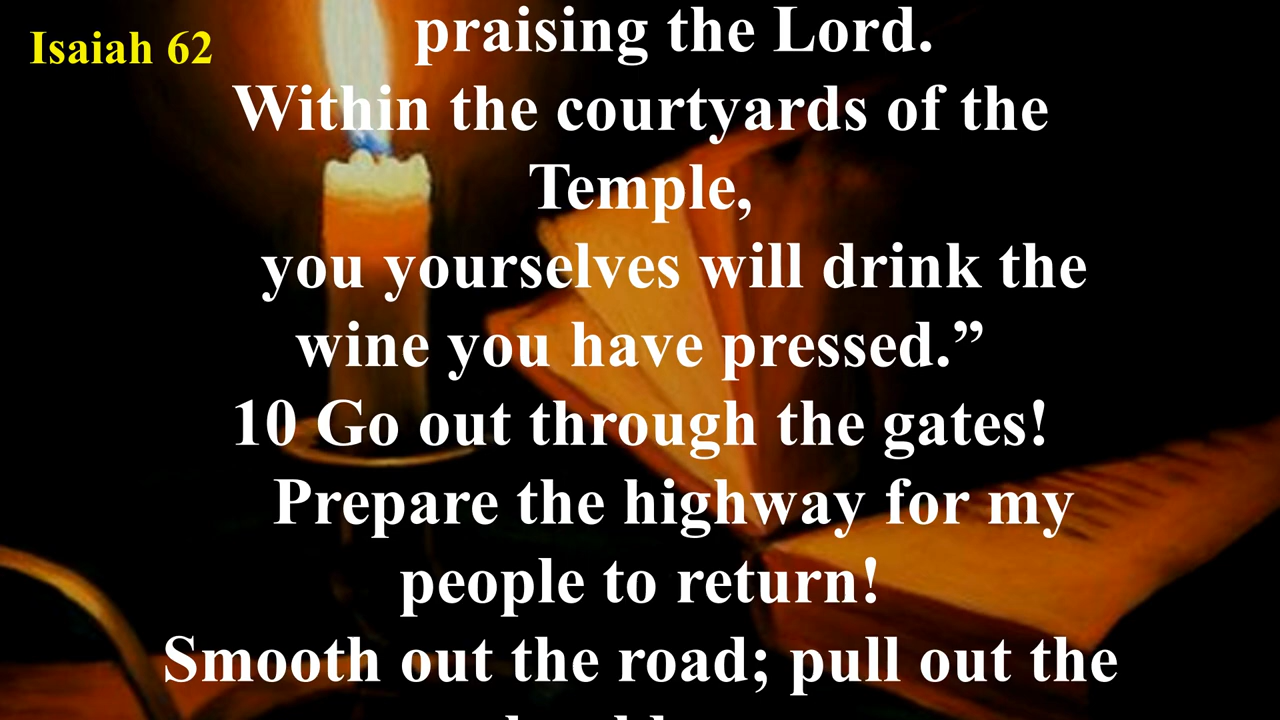 Isaiah 62
praising the Lord.
Within the courtyards of the
Temple,
you yourselves will drink the
wine you have pressed.”
10 Go out through the gates!
Prepare the highway for my
people to return!
Smooth out the road; pull out the